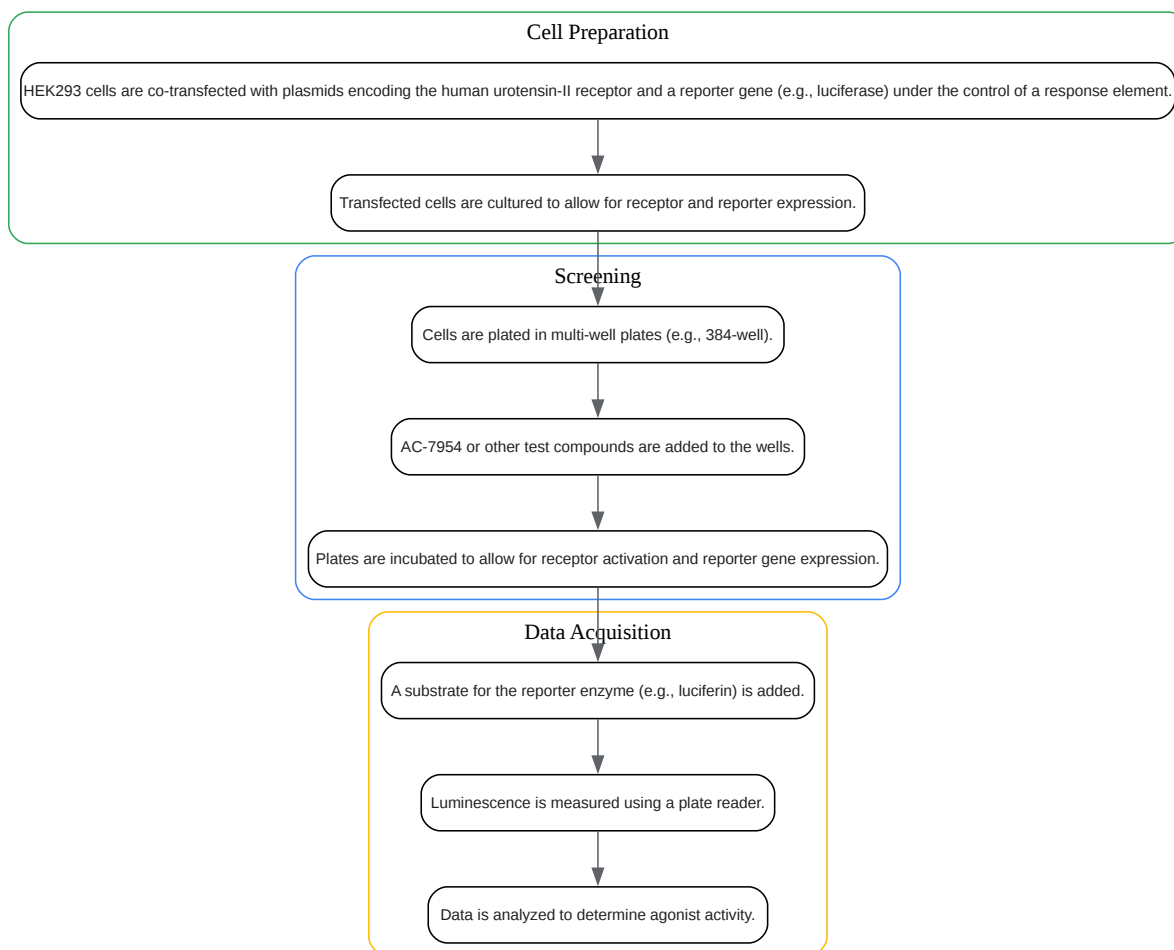 Cell Preparation
HEK293 cells are co-transfected with plasmids encoding the human urotensin-II receptor and a reporter gene (e.g., luciferase) under the control of a response element.
Transfected cells are cultured to allow for receptor and reporter expression.
Screening
Cells are plated in multi-well plates (e.g., 384-well).
AC-7954 or other test compounds are added to the wells.
Plates are incubated to allow for receptor activation and reporter gene expression.
Data Acquisition
A substrate for the reporter enzyme (e.g., luciferin) is added.
Luminescence is measured using a plate reader.
Data is analyzed to determine agonist activity.